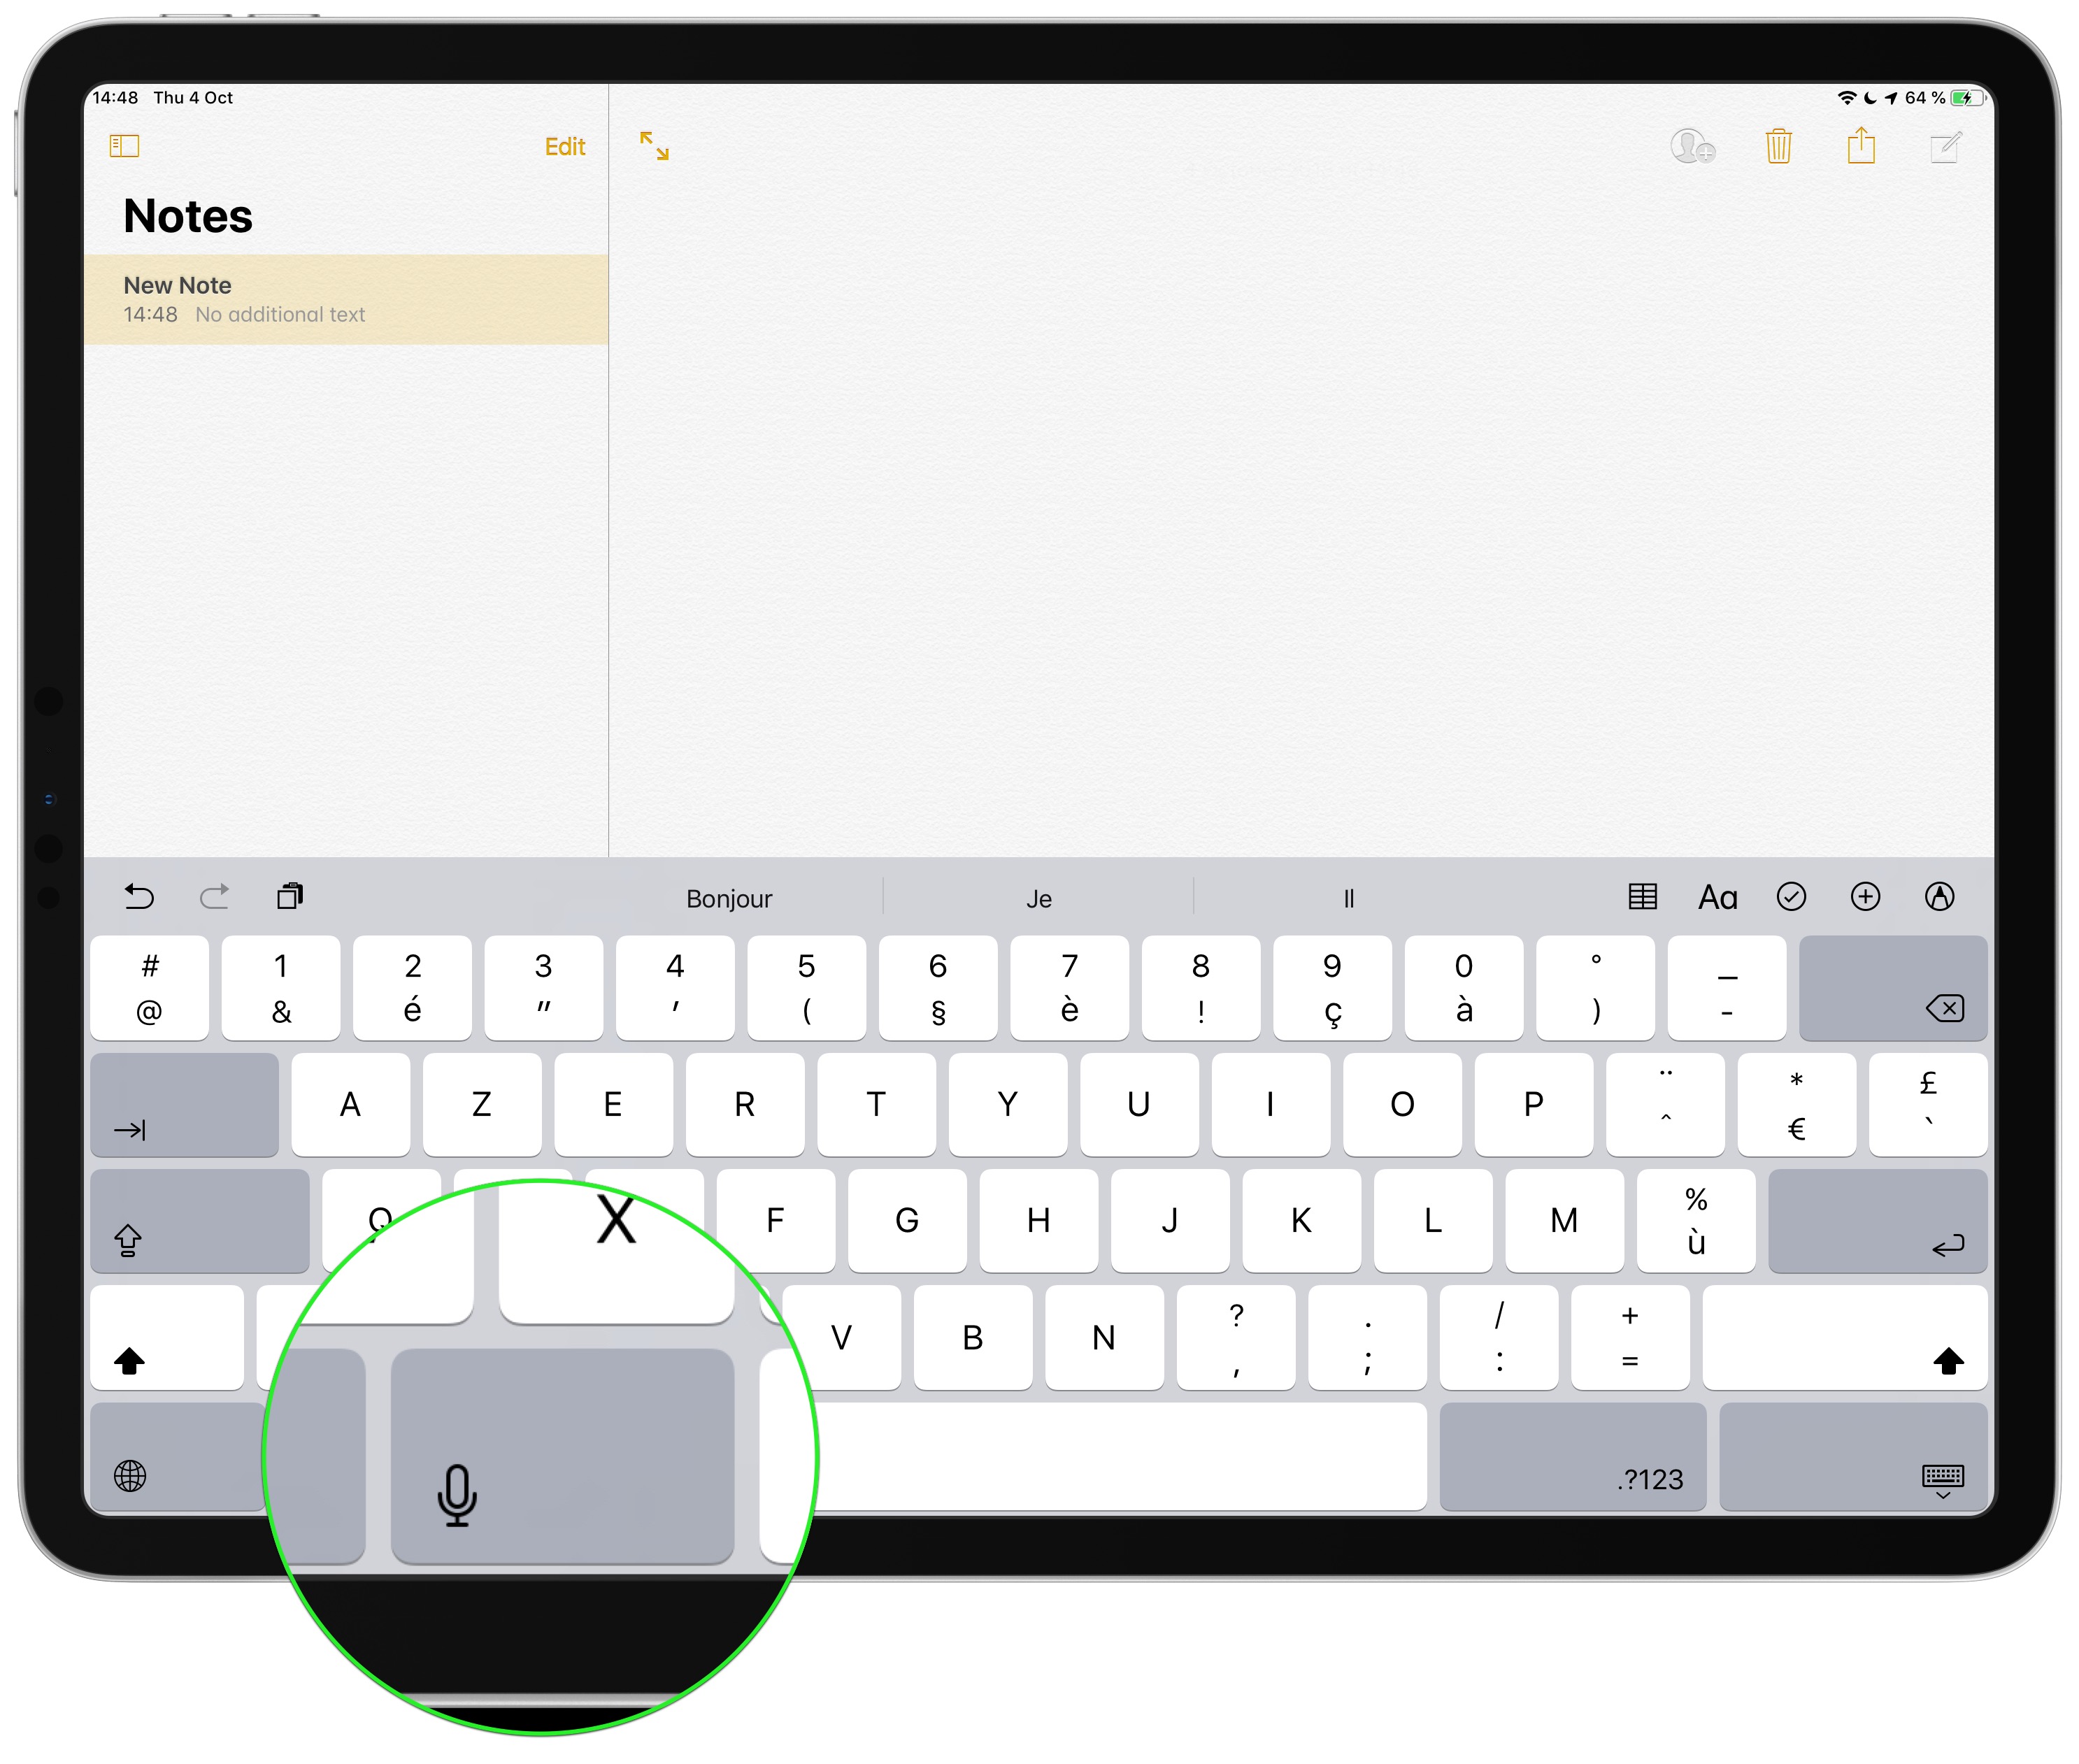 14:48 Thu 4 Oct 64 %
Edit
Notes
New Note
14:48 No additional text
Bonjour Je Il Aa
# 1 2 3 4 5 6 7 8 9 0 ° _
@ & é " ' ( § è ! ç à ) -
A Z E R T Y U I O P ¨ * £
^ € `
Q X F G H J K L M %
ù
V B N ? . / +
, ; : =
.?123